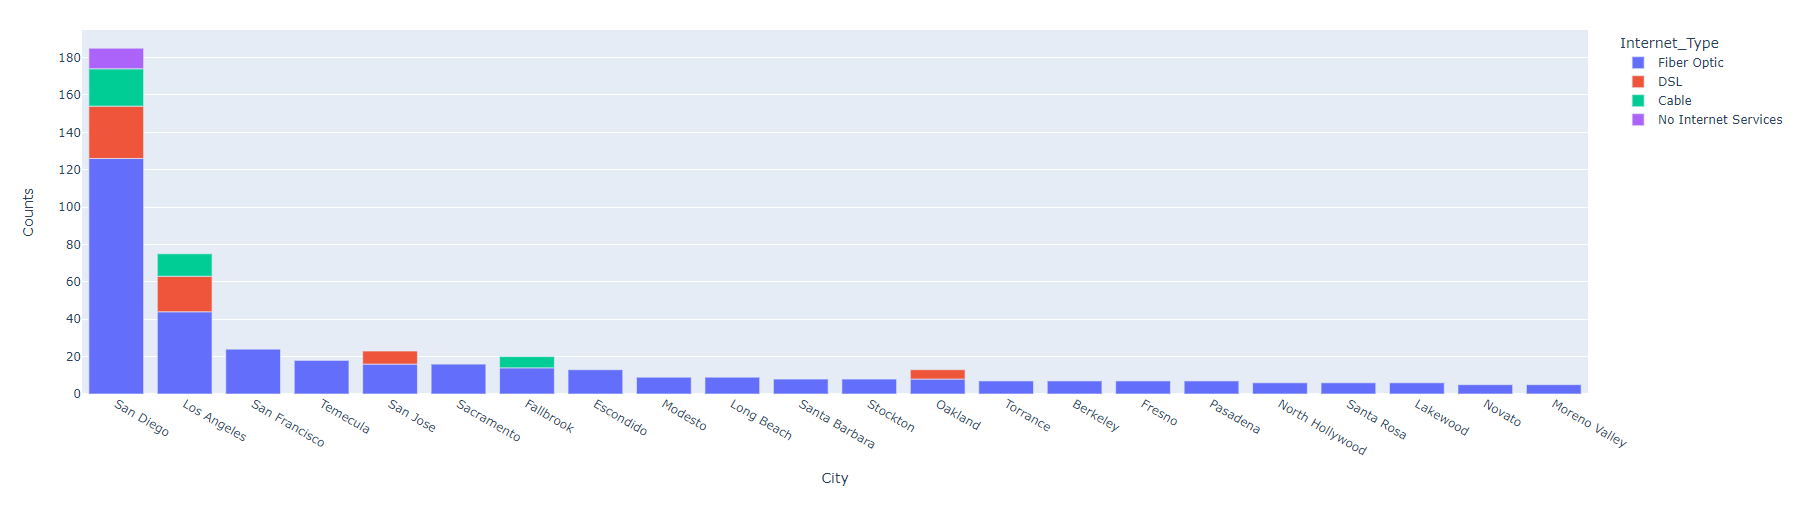 Internet_Type
Fiber Optic
DSL
Cable
No Internet Services
Counts
180
160
140
120
100
80
60
40
20
0
San Diego
Los Angeles
San Francisco
Temecula
San Jose
Sacramento
Fallbrook
Escondido
Modesto
Long Beach
Santa Barbara
Stockton
Oakland
Torrance
Berkeley
Fresno
Pasadena
North Hollywood
Santa Rosa
Lakewood
Novato
Moreno Valley
City